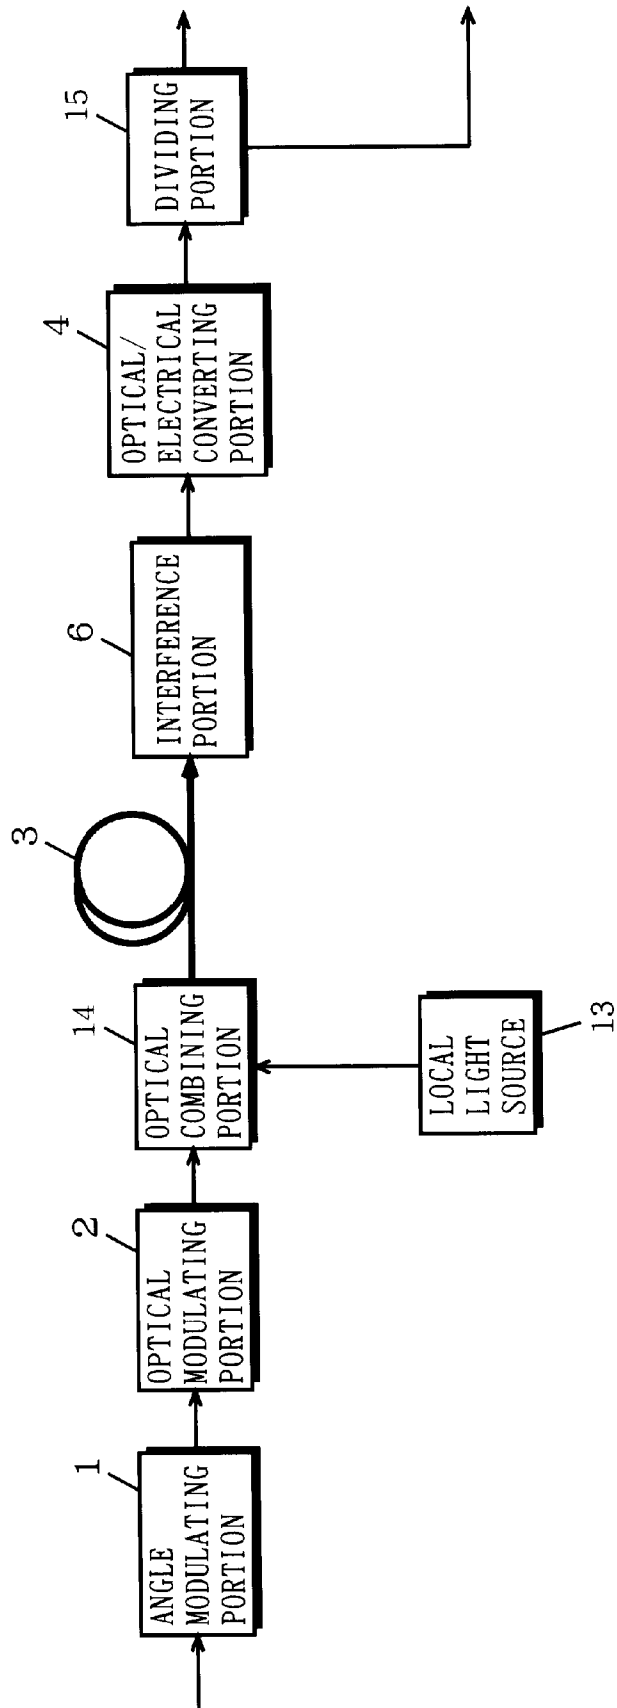 1
ANGLE
MODULATING
PORTION
2
OPTICAL
MODULATING
PORTION
14
OPTICAL
COMBINING
PORTION
13
LOCAL
LIGHT
SOURCE
3
6
INTERFERENCE
PORTION
4
OPTICAL/
ELECTRICAL
CONVERTING
PORTION
15
DIVIDING
PORTION